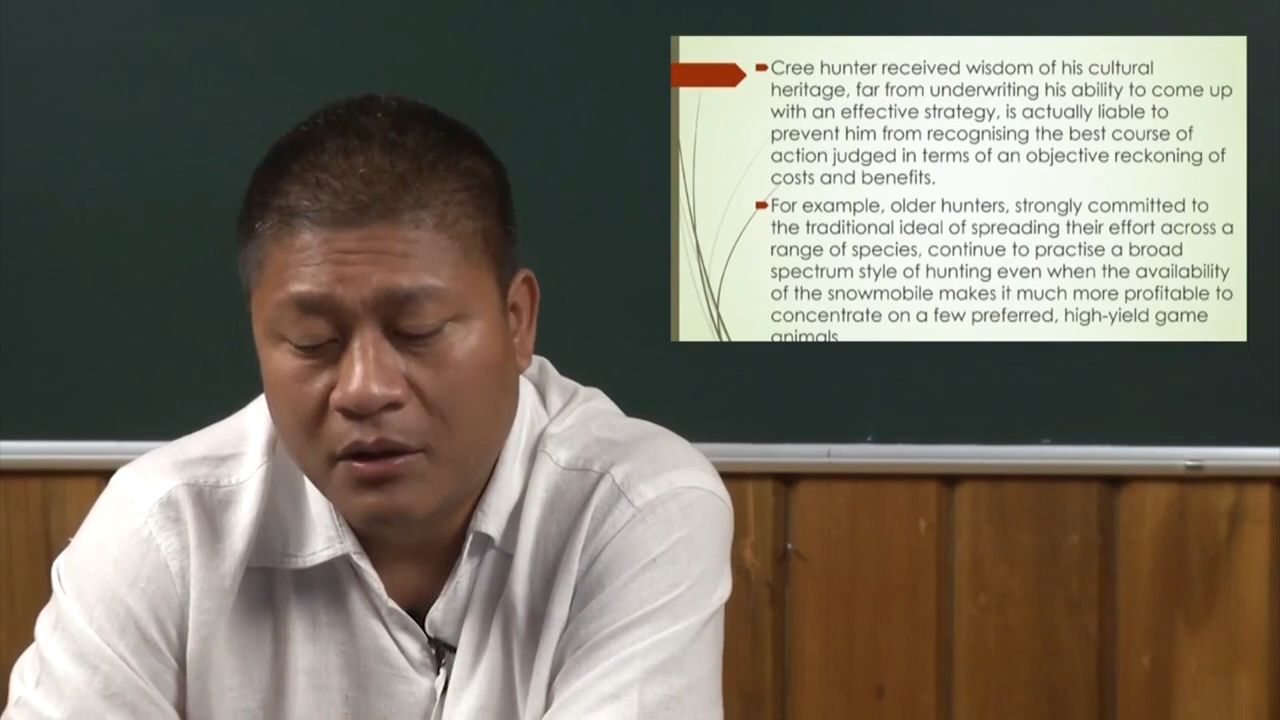 Cree hunter received wisdom of his cultural
heritage, far from underwriting his ability to come up
with an effective strategy, is actually liable to
prevent him from recognising the best course of
action judged in terms of an objective reckoning of
costs and benefits.
For example, older hunters, strongly committed to
the traditional ideal of spreading their effort across a
range of species, continue to practise a broad
spectrum style of hunting even when the availability
of the snowmobile makes it much more profitable to
concentrate on a few preferred, high-yield game
animals